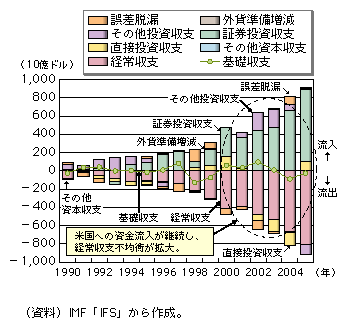 誤差脱漏 外貨準備増減
その他投資収支 証券投資収支
直接投資収支 その他資本収支
経常収支 基礎収支
(10億ドル)
1,000
800
600
400
200
0
-200
-400
-600
-800
-1,000
誤差脱漏
その他投資収支
証券投資収支
外貨準備増減
流入
流出
その他
資本収支
基礎収支
経常収支
米国への資金流入が継続し、
経常収支不均衡が拡大。
直接投資収支
1990 1992 1994 1996 1998 2000 2002 2004 (年)
(資料)IMF「IFS」から作成。